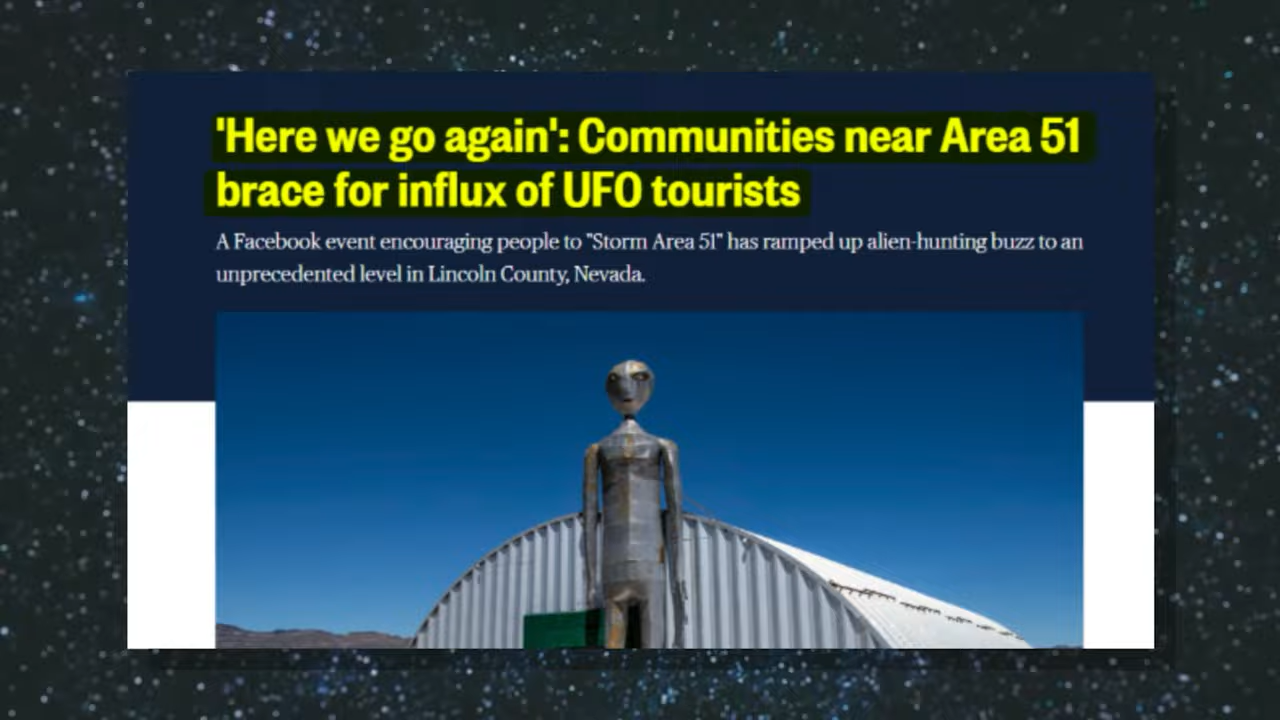 'Here we go again': Communities near Area 51
brace for influx of UFO tourists
A Facebook event encouraging people to "Storm Area 51" has ramped up alien-hunting buzz to an
unprecedented level in Lincoln County, Nevada.